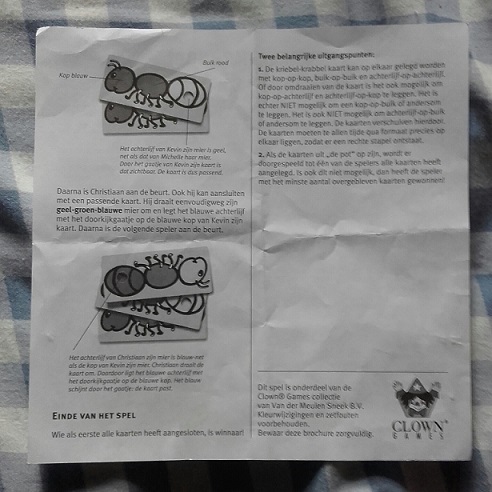 Kop blauw
Buik rood
Het achterlijf van Kevin zijn mier is geel,
net als dat van Michelle haar mier.
Door het gaatje van Kevin zijn kaart is
dat zichtbaar. De kaart is dus passend.
Daarna is Christiaan aan de beurt. Ook hij kan aansluiten
met een passende kaart. Hij draait eenvoudigweg zijn
geel-groen-blauwe mier om en legt het blauwe achterlijf
met het doorkijkgaatje op de blauwe kop van Kevin zijn
kaart. Daarna is de volgende speler aan de beurt.
Het achterlijf van Christiaan zijn mier is blauw net
als de kop van Kevin zijn mier. Christiaan draait de
kaart om. Daardoor ligt het blauwe achterlijf met
het doorkijkgaatje op de blauwe kop. Het blauw
schijnt door het gaatje: de kaart past.
EINDE VAN HET SPEL
Wie als eerste alle kaarten heeft aangesloten, is winnaar!
Twee belangrijke uitgangspunten:
1. De kriebel-krabbel kaart kan op elkaar gelegd worden
met kop-op-kop, buik-op-buik en achterlijf-op-achterlijf.
Of door omdraaien van de kaart is het ook mogelijk om
kop-op-achterlijf en achterlijf-op-kop te leggen. Het is
echter NIET mogelijk om een kop-op-buik of andersom
te leggen. Het is ook NIET mogelijk om achterlijf-op-buik
of andersom te leggen. De kaarten verschuiven hierdoor.
De kaarten moeten te allen tijde qua formaat precies op
elkaar liggen, zodat er een rechte stapel ontstaat.
2. Als de kaarten uit „de pot" op zijn, wordt er
doorgespeeld tot één van de spelers alle kaarten heeft
aangelegd. Is ook dit niet mogelijk, dan heeft de speler
met het minste aantal overgebleven kaarten gewonnen!
Dit spel is onderdeel van de
Clown® Games collectie
van Van der Meulen Sneek B.V.
Kleurwijzigingen en zetfouten
voorbehouden.
Bewaar deze brochure zorgvuldig.
CLOWN®
GAMES